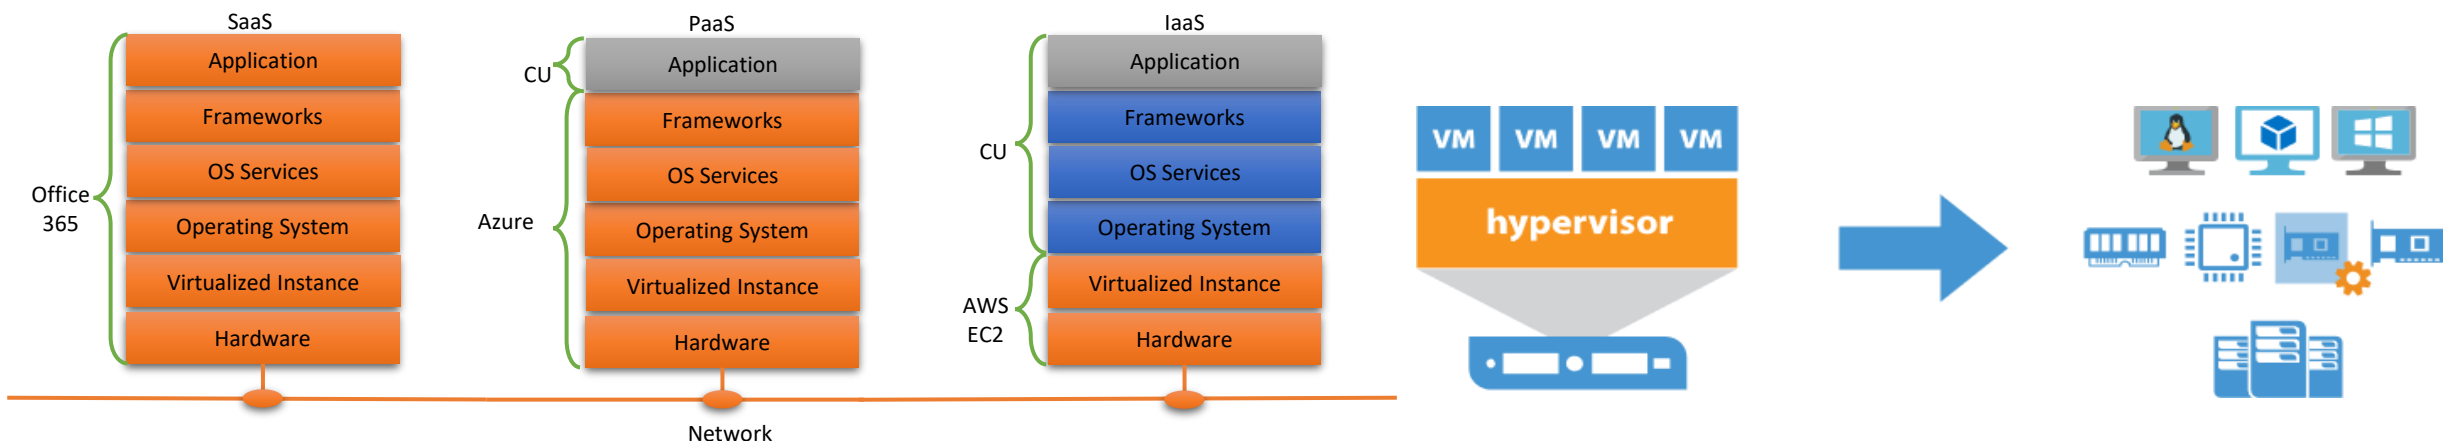 SaaS
Application
Frameworks
OS Services
Operating System
Virtualized Instance
Hardware
Office
365
PaaS
Application
Frameworks
OS Services
Operating System
Virtualized Instance
Hardware
CU
Azure
IaaS
Application
Frameworks
OS Services
Operating System
Virtualized Instance
Hardware
CU
AWS
EC2
Network
VM VM VM VM
hypervisor